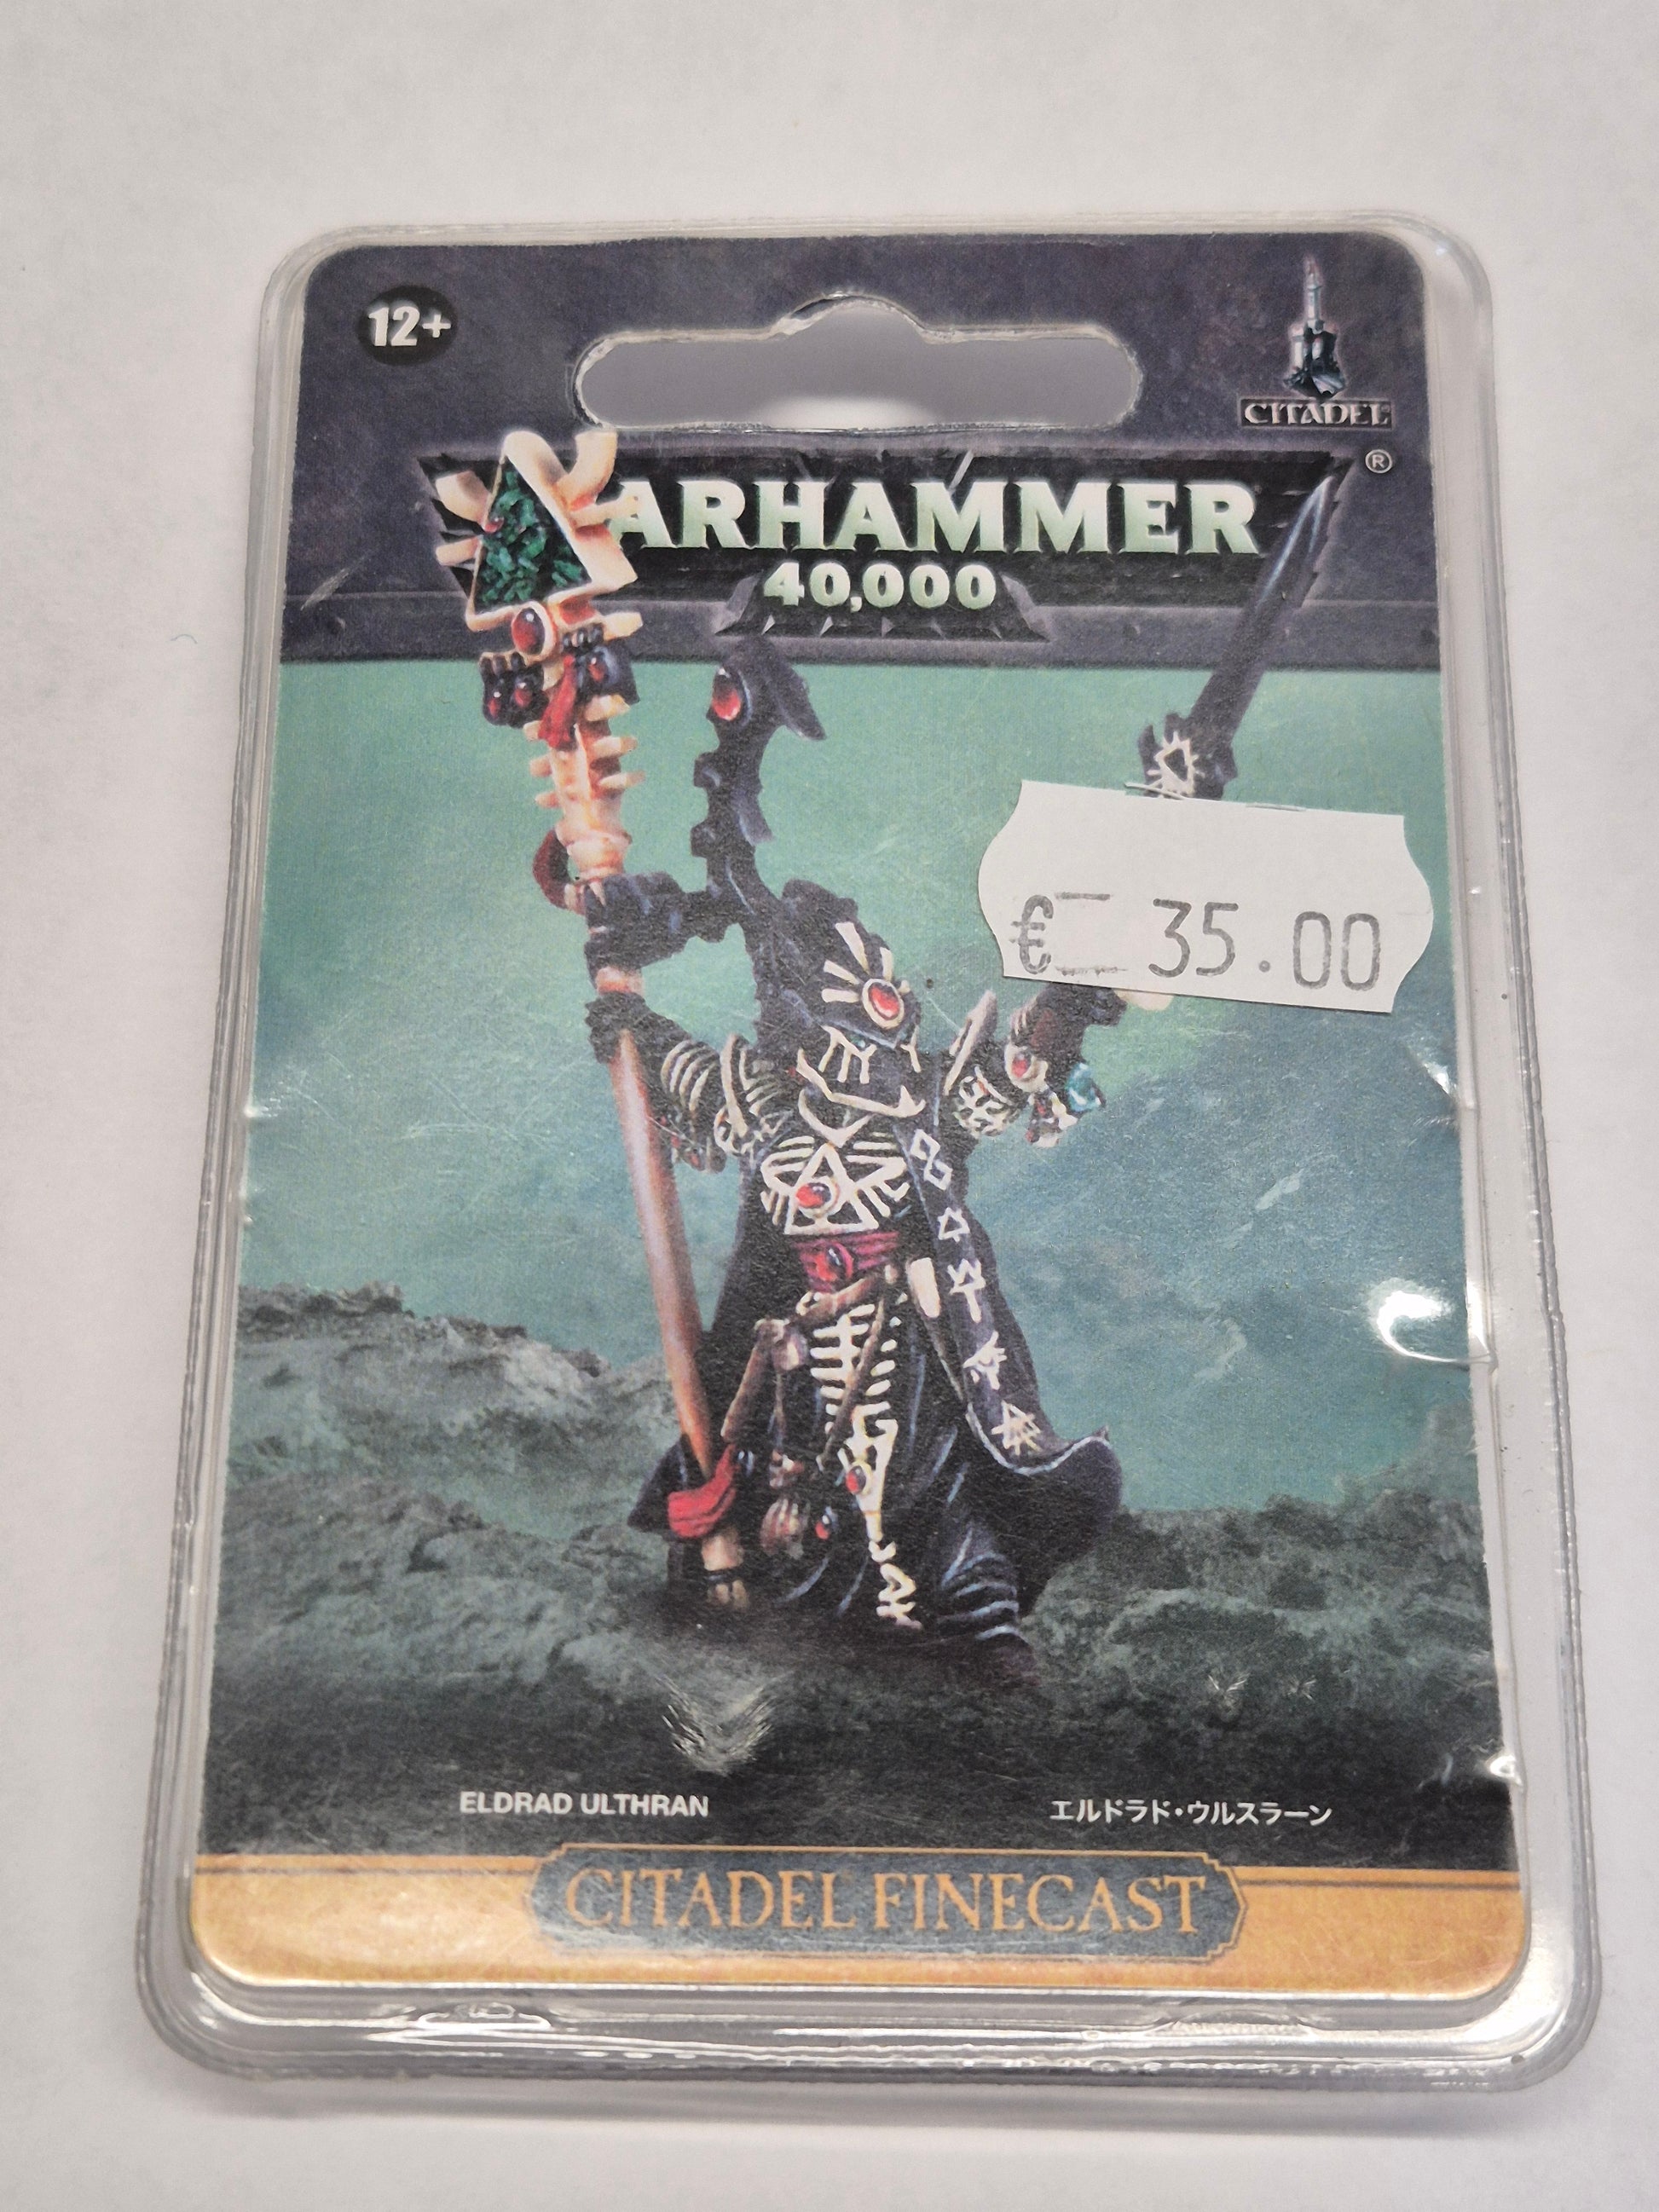 12+
CITADEL
®
WARHAMMER
40,000
€ 35.00
ELDRAD ULTHRAN
エルドラド・ウルスラーン
CITADEL FINECAST